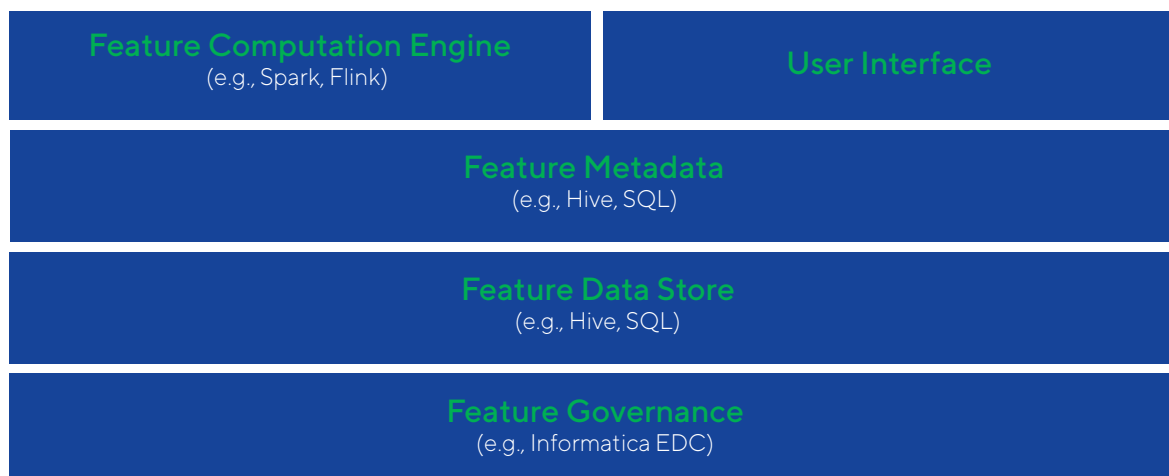 Feature Computation Engine
(e.g., Spark, Flink)
User Interface
Feature Metadata
(e.g., Hive, SQL)
Feature Data Store
(e.g., Hive, SQL)
Feature Governance
(e.g., Informatica EDC)